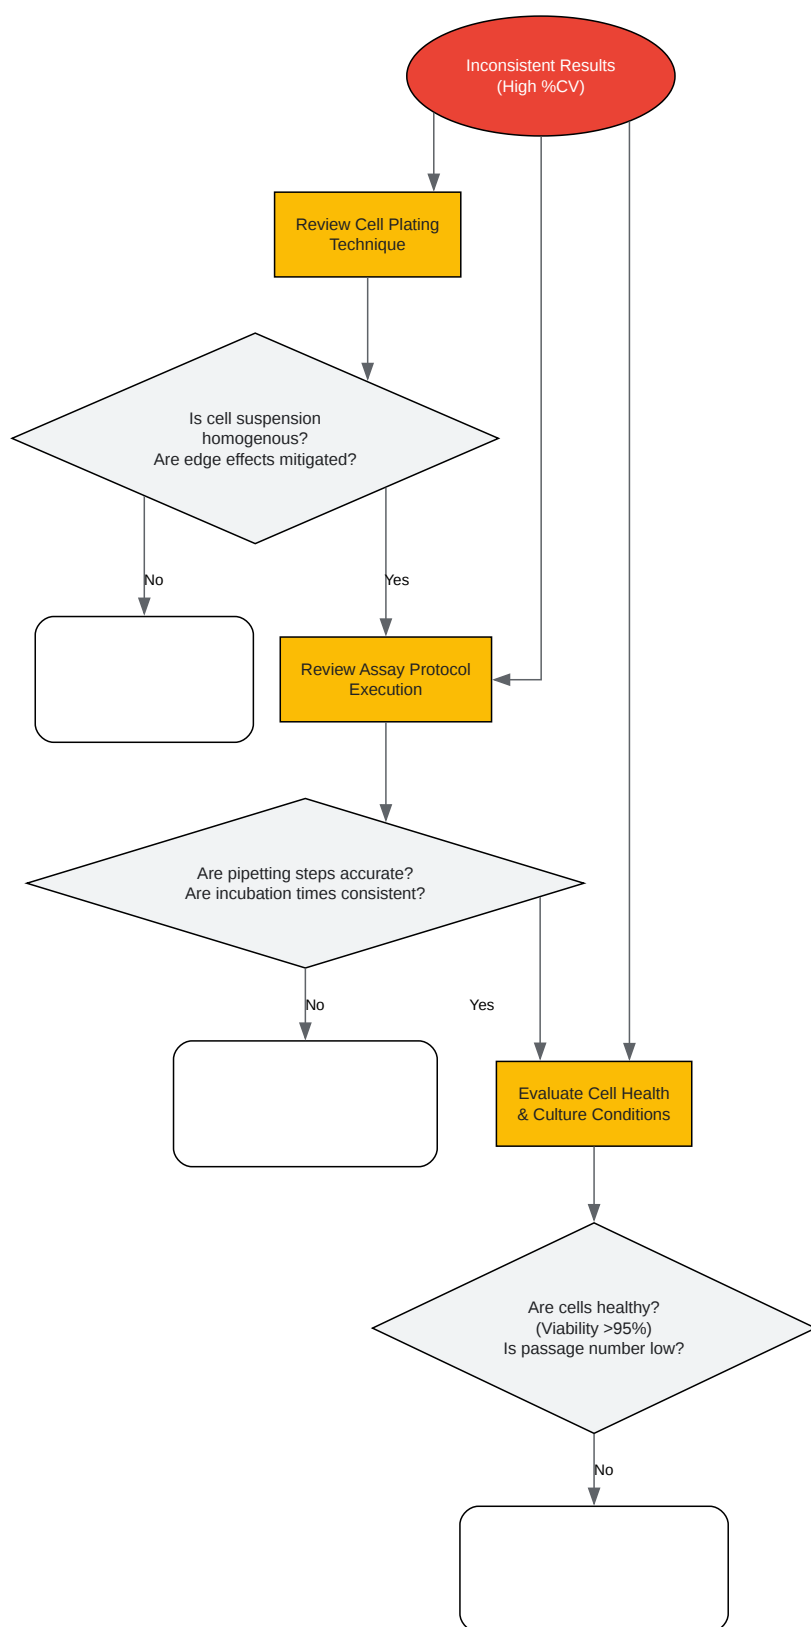 Inconsistent Results
(High %CV)
Review Cell Plating
Technique
Is cell suspension
homogenous?
Are edge effects mitigated?
No
Yes
Review Assay Protocol
Execution
Are pipetting steps accurate?
Are incubation times consistent?
No
Yes
Evaluate Cell Health
& Culture Conditions
Are cells healthy?
(Viability >95%)
Is passage number low?
No